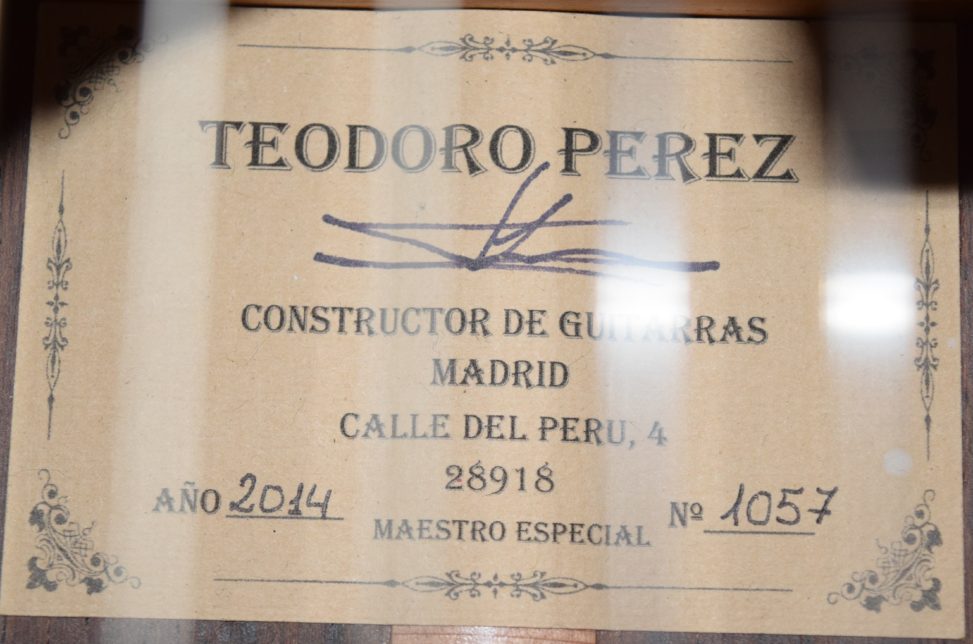 TEODORO PEREZ
CONSTRUCTOR DE GUITARRAS
MADRID
CALLE DEL PERU, 4
28918
AÑO 2014
MAESTRO ESPECIAL
Nº 1057